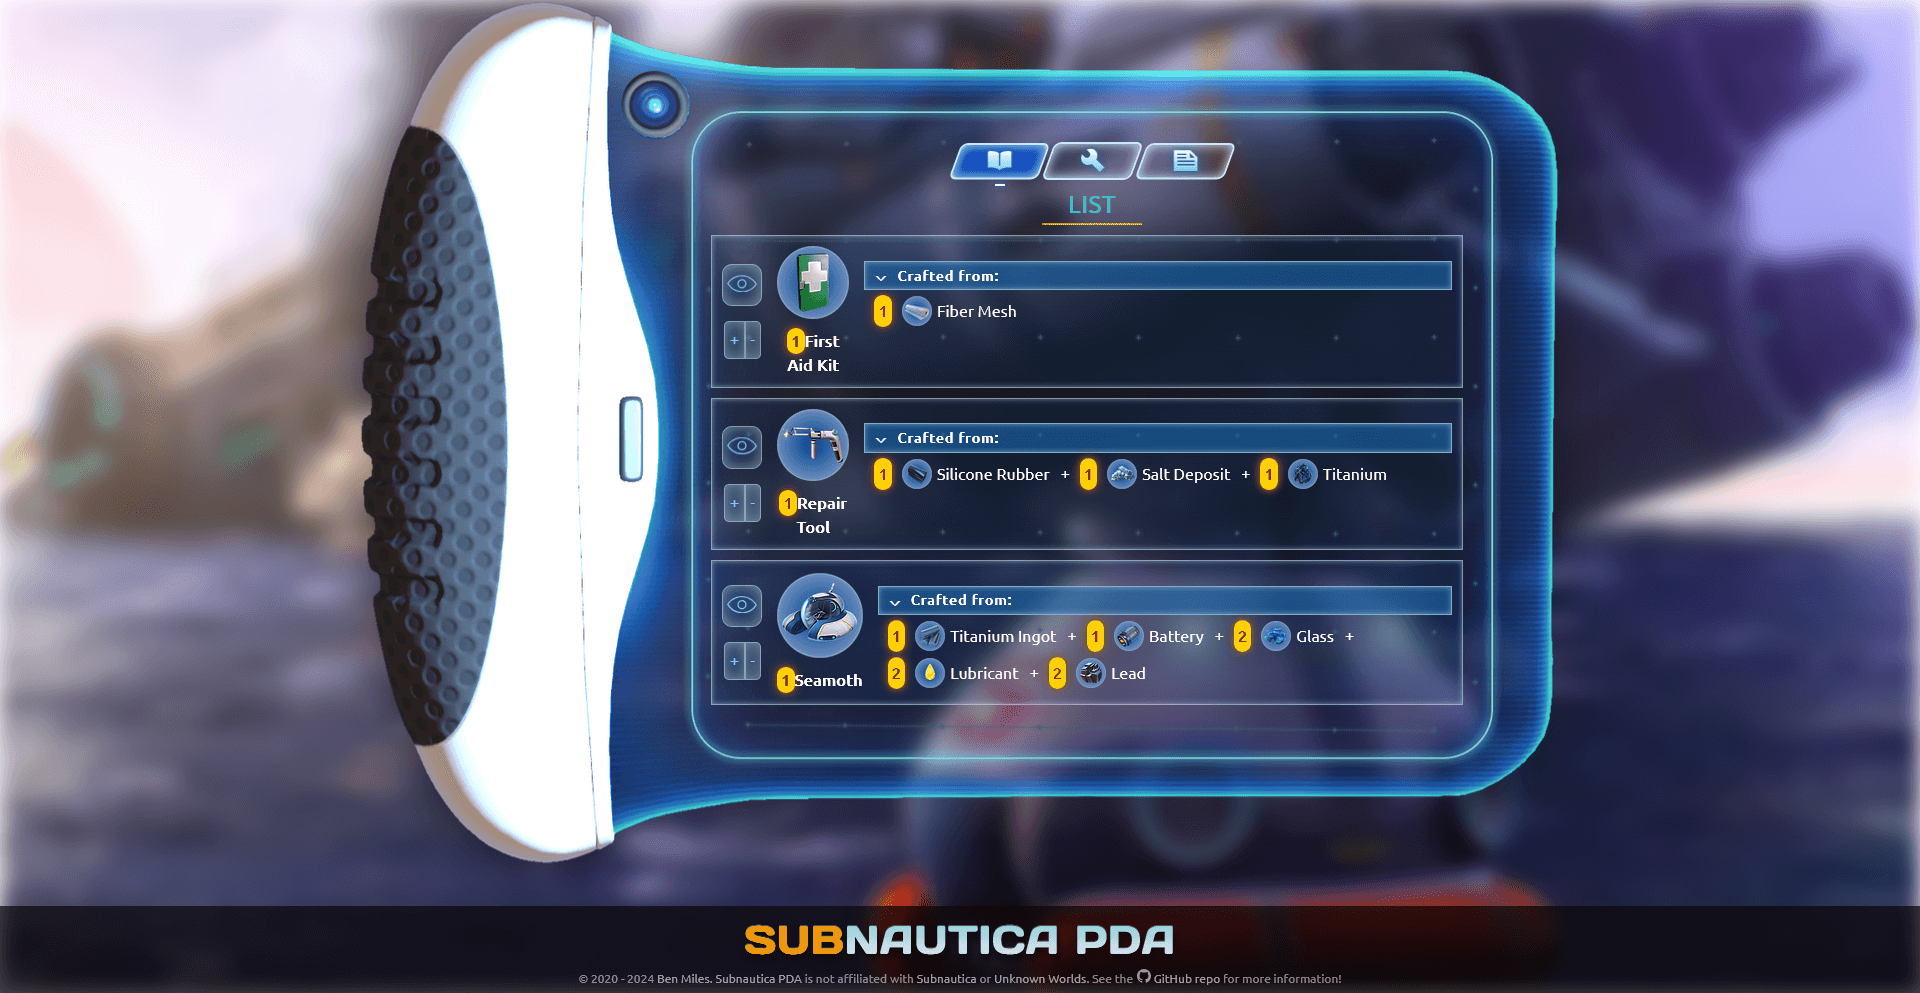 LIST
Crafted from:
1 Fiber Mesh
1 First
Aid Kit
+ -
Crafted from:
1 Silicone Rubber + 1 Salt Deposit + 1 Titanium
1 Repair
Tool
+ -
Crafted from:
1 Titanium Ingot + 1 Battery + 2 Glass +
2 Lubricant + 2 Lead
1 Seamoth
+ -
SUBNAUTICA PDA
© 2020 - 2024 Ben Miles. Subnautica PDA is not affiliated with Subnautica or Unknown Worlds. See the GitHub repo for more information!